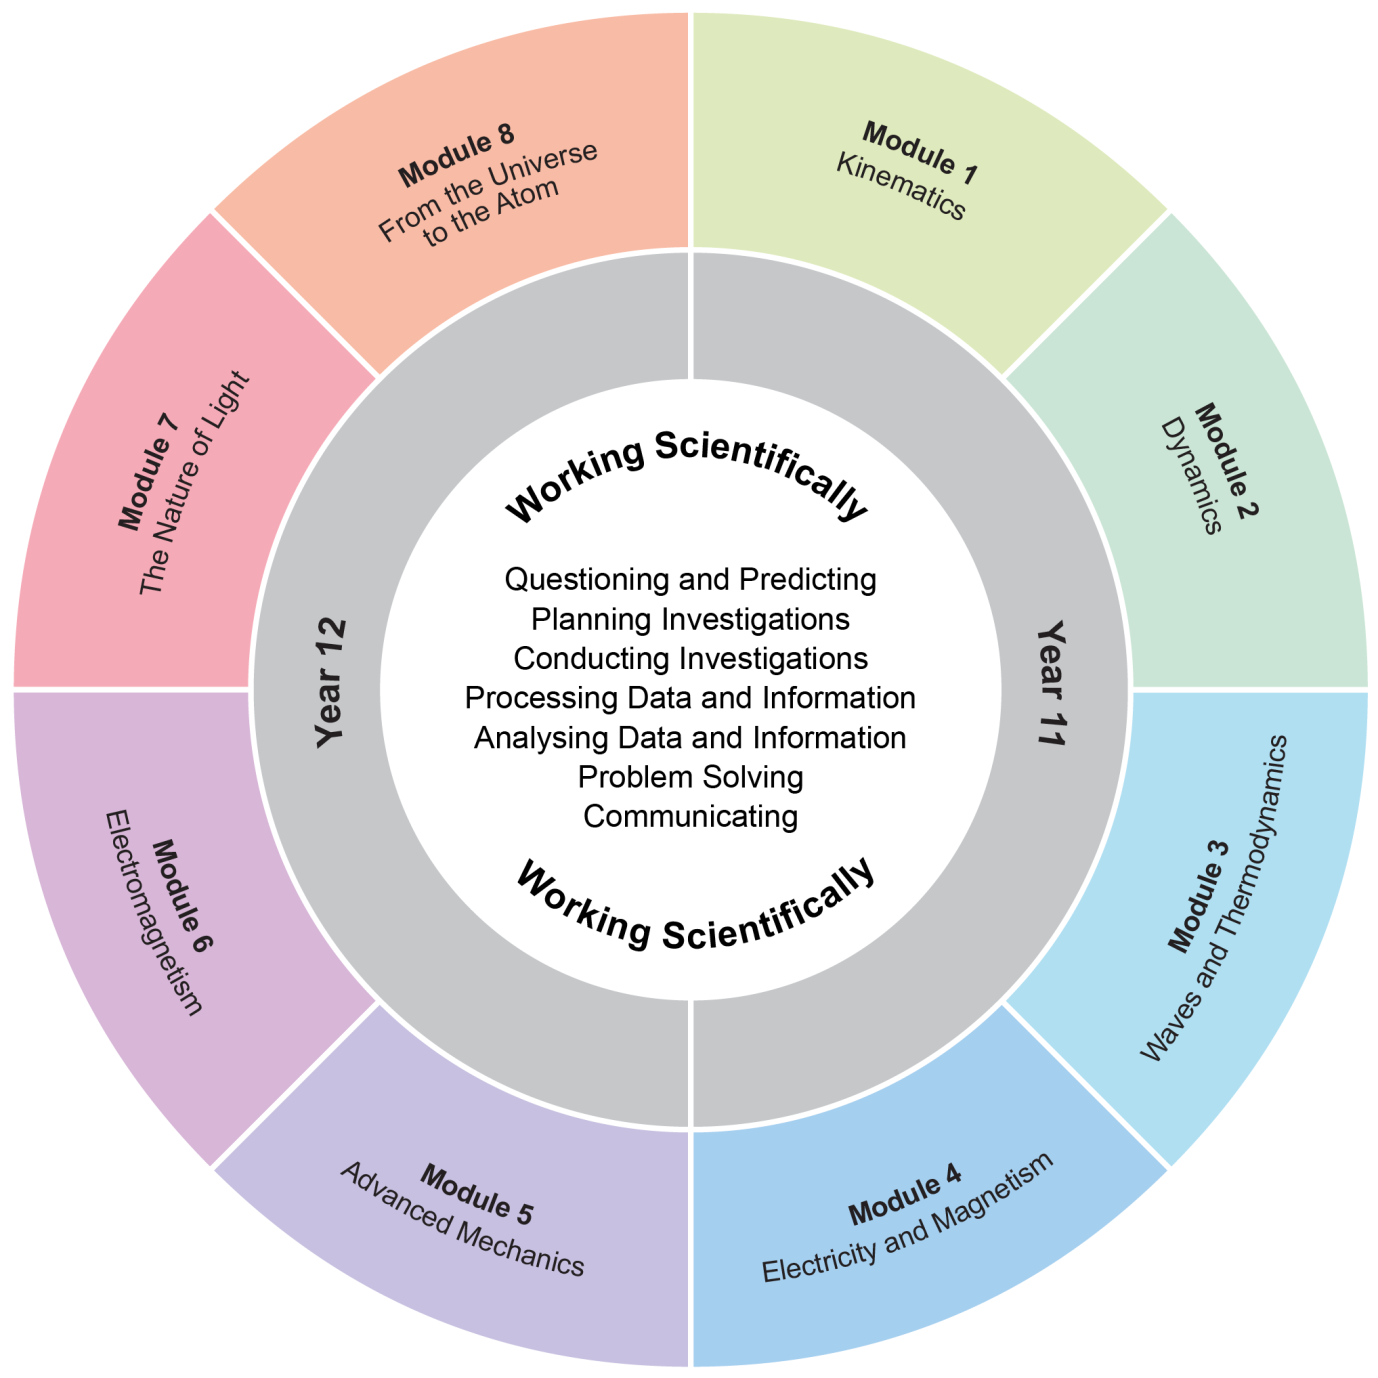 Module 1
Kinematics
Module 2
Dynamics
Module 3
Waves and Thermodynamics
Module 4
Electricity and Magnetism
Module 5
Advanced Mechanics
Module 6
Electromagnetism
Module 7
The Nature of Light
Module 8
From the Universe
to the Atom
Year 11
Year 12
Working Scientifically
Questioning and Predicting
Planning Investigations
Conducting Investigations
Processing Data and Information
Analysing Data and Information
Problem Solving
Communicating
Working Scientifically